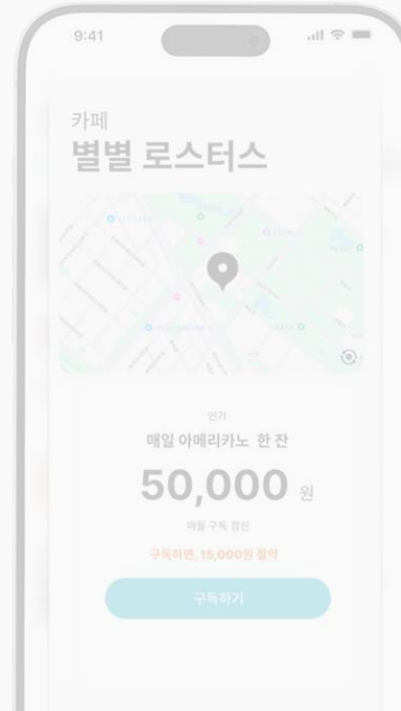 9:41
카페
별별 로스터스
인기
매일 아메리카노 한 잔
50,000 원
매월 구독 갱신
구독하면, 15,000원 절약
구독하기